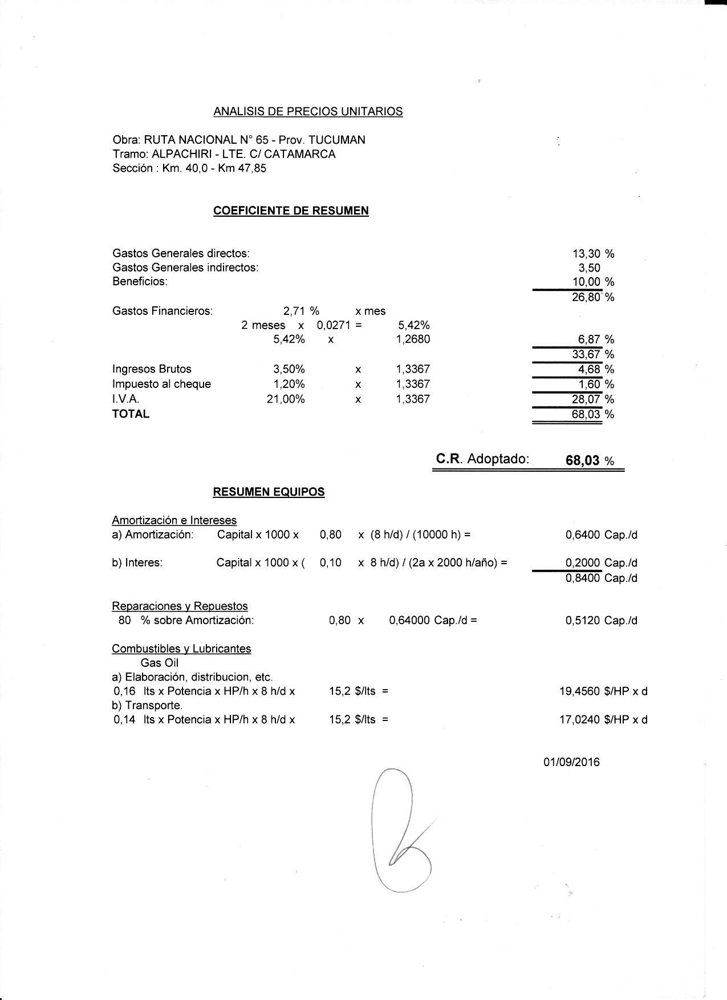 ANALISIS DE PRECIOS UNITARIOS
Obra: RUTA NACIONAL N° 65 - Prov. TUCUMAN
Tramo: ALPACHIRI - LTE. C/ CATAMARCA
Sección : Km. 40,0 - Km 47,85
COEFICIENTE DE RESUMEN
Gastos Generales directos: 13,30 %
Gastos Generales indirectos: 3,50
Beneficios: 10,00 %
26,80 %
Gastos Financieros: 2,71 % x mes
2 meses x 0,0271 = 5,42%
5,42% x 1,2680 6,87 %
33,67 %
Ingresos Brutos 3,50% x 1,3367 4,68 %
Impuesto al cheque 1,20% x 1,3367 1,60 %
I.V.A. 21,00% x 1,3367 28,07 %
TOTAL 68,03 %
C.R. Adoptado: 68,03 %
RESUMEN EQUIPOS
Amortización e Intereses
a) Amortización: Capital x 1000 x 0,80 x (8 h/d) / (10000 h) = 0,6400 Cap./d
b) Interes: Capital x 1000 x ( 0,10 x 8 h/d) / (2a x 2000 h/año) = 0,2000 Cap./d
0,8400 Cap./d
Reparaciones y Repuestos
80 % sobre Amortización: 0,80 x 0,64000 Cap./d = 0,5120 Cap./d
Combustibles y Lubricantes
Gas Oil
a) Elaboración, distribucion, etc.
0,16 lts x Potencia x HP/h x 8 h/d x 15,2 $/lts = 19,4560 $/HP x d
b) Transporte.
0,14 lts x Potencia x HP/h x 8 h/d x 15,2 $/lts = 17,0240 $/HP x d
01/09/2016